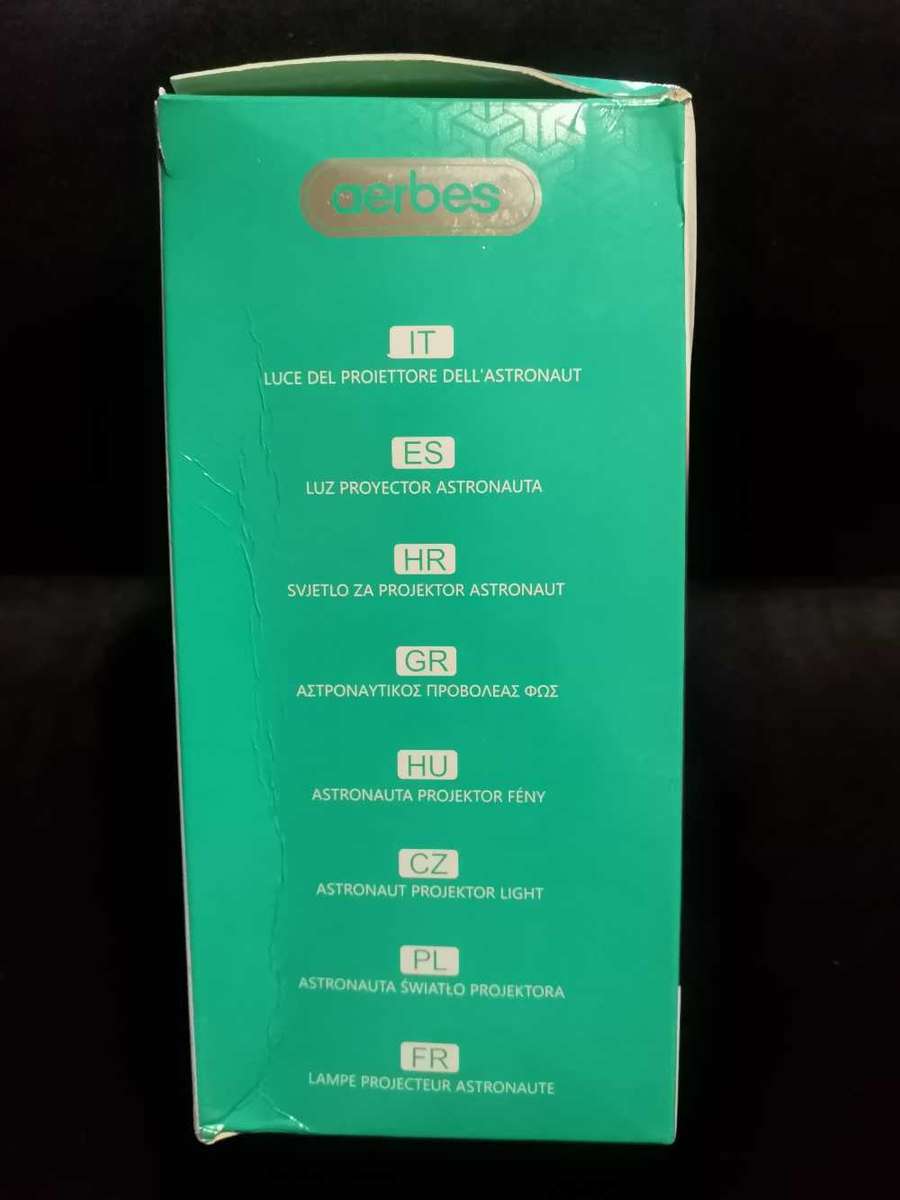 aerbes
IT
LUCE DEL PROIETTORE DELL'ASTRONAUT
ES
LUZ PROYECTOR ASTRONAUTA
HR
SVJETLO ZA PROJEKTOR ASTRONAUT
GR
ΑΣΤΡΟΝΑΥΤΙΚΟΣ ΠΡΟΒΟΛΕΑΣ ΦΩΣ
HU
ASTRONAUTA PROJEKTOR FÉNY
CZ
ASTRONAUT PROJEKTOR LIGHT
PL
ASTRONAUTA ŚWIATŁO PROJEKTORA
FR
LAMPE PROJECTEUR ASTRONAUTE